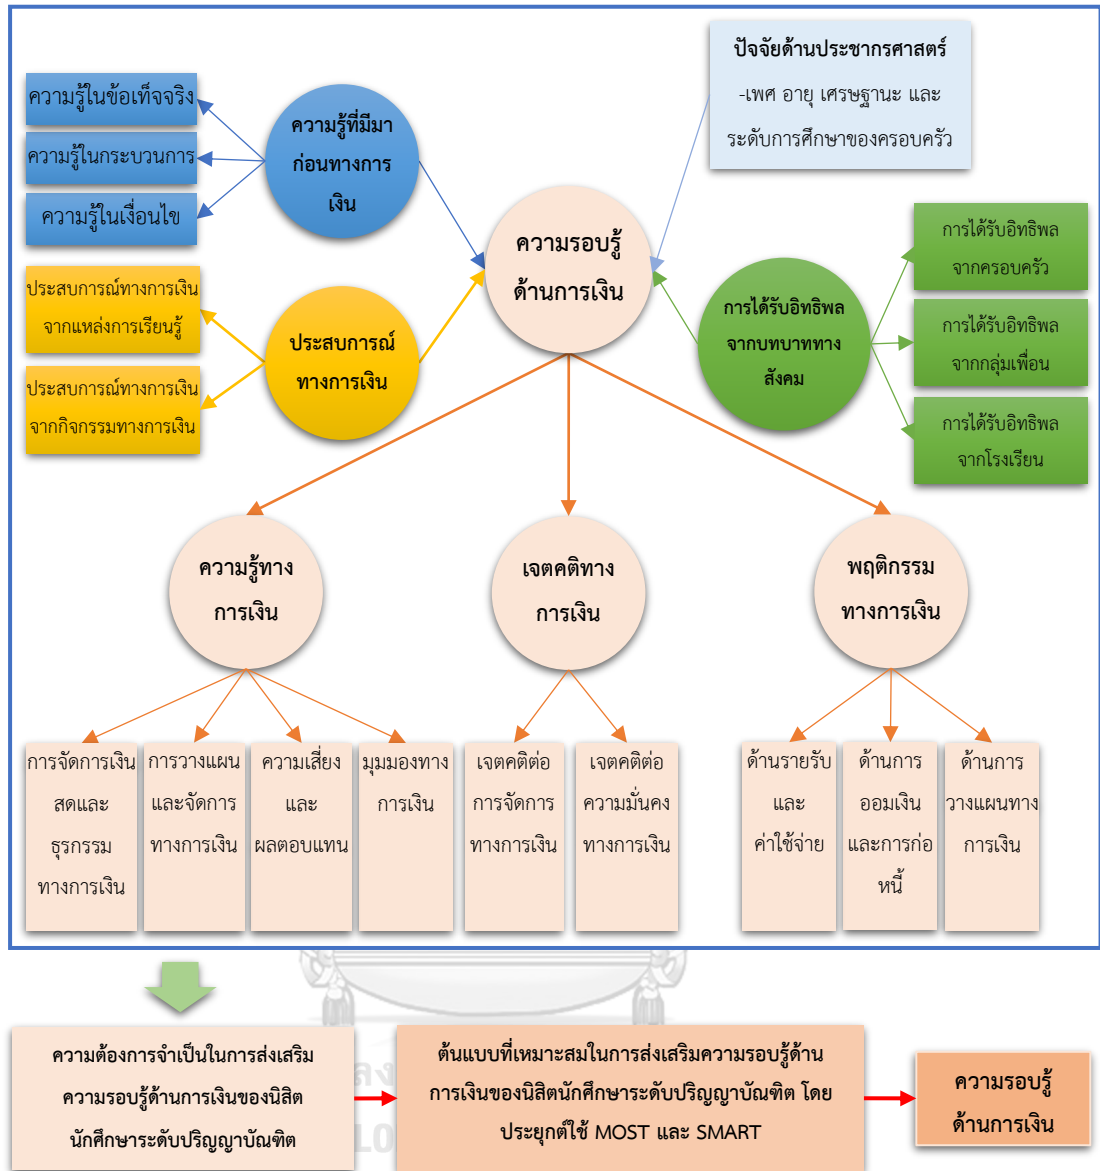 ปัจจัยด้านประชากรศาสตร์
-เพศ อายุ เศรษฐานะ และ
ระดับการศึกษาของครอบครัว
ความรู้ในข้อเท็จจริง
ความรู้ในกระบวนการ
ความรู้ในเงื่อนไข
ความรู้ที่มีมา
ก่อนทางการ
เงิน
ประสบการณ์ทางการเงิน
จากแหล่งการเรียนรู้
ประสบการณ์ทางการเงิน
จากกิจกรรมทางการเงิน
ประสบการณ์
ทางการเงิน
ความรอบรู้
ด้านการเงิน
การได้รับอิทธิพล
จากบทบาททาง
สังคม
การได้รับอิทธิพล
จากครอบครัว
การได้รับอิทธิพล
จากกลุ่มเพื่อน
การได้รับอิทธิพล
จากโรงเรียน
ความรู้ทาง
การเงิน
เจตคติทาง
การเงิน
พฤติกรรม
ทางการเงิน
การจัดการเงิน
สดและ
ธุรกรรม
ทางการเงิน
การวางแผน
และจัดการ
ทางการเงิน
ความเสี่ยง
และ
ผลตอบแทน
มุมมองทาง
การเงิน
เจตคติต่อ
การจัดการ
ทางการเงิน
เจตคติต่อ
ความมั่นคง
ทางการเงิน
ด้านรายรับ
และ
ค่าใช้จ่าย
ด้านการ
ออมเงิน
และการก่อ
หนี้
ด้านการ
วางแผนทาง
การเงิน
ความต้องการจำเป็นในการส่งเสริม
ความรอบรู้ด้านการเงินของนิสิต
นักศึกษาระดับปริญญาบัณฑิต
ต้นแบบที่เหมาะสมในการส่งเสริมความรอบรู้ด้าน
การเงินของนิสิตนักศึกษาระดับปริญญาบัณฑิต โดย
ประยุกต์ใช้ MOST และ SMART
ความรอบรู้
ด้านการเงิน